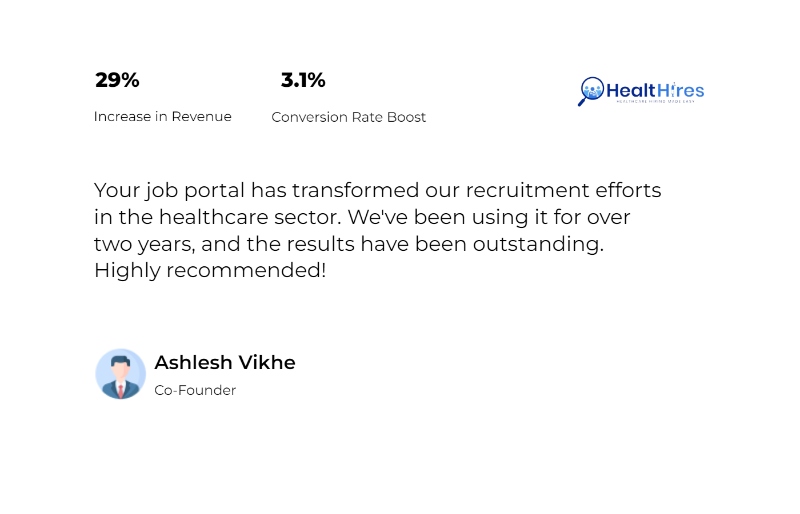 29%
3.1%
HealtHires
HEALTHCARE HIRING MADE EASY
Increase in Revenue
Conversion Rate Boost
Your job portal has transformed our recruitment efforts
in the healthcare sector. We've been using it for over
two years, and the results have been outstanding.
Highly recommended!
Ashlesh Vikhe
Co-Founder